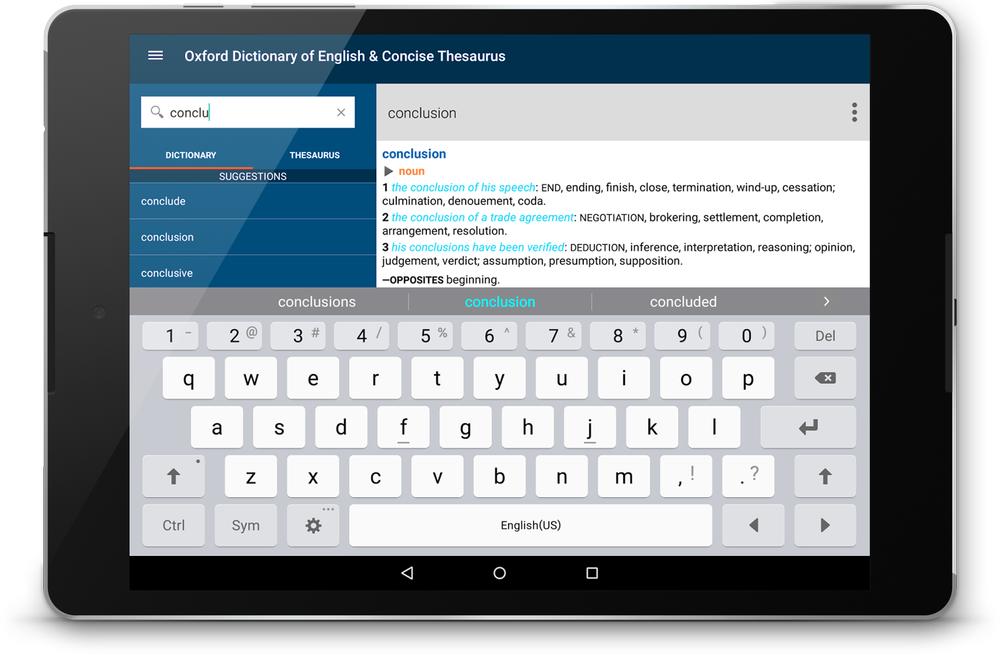 Oxford Dictionary of English & Concise Thesaurus
conclu
DICTIONARY THESAURUS
SUGGESTIONS
conclude
conclusion
conclusive
conclusion
conclusion
noun
1 the conclusion of his speech: END, ending, finish, close, termination, wind-up, cessation;
culmination, denouement, coda.
2 the conclusion of a trade agreement: NEGOTIATION, brokering, settlement, completion,
arrangement, resolution.
3 his conclusions have been verified: DEDUCTION, inference, interpretation, reasoning; opinion,
judgement, verdict; assumption, presumption, supposition.
—OPPOSITES beginning.
conclusions conclusion concluded >
1 - 2 @ 3 # 4 / 5 % 6 ^ 7 & 8 * 9 ( 0 ) Del
q w e r t y u i o p
a s d f g h j k l
z x c v b n m , ! . ?
Ctrl Sym ... English(US)